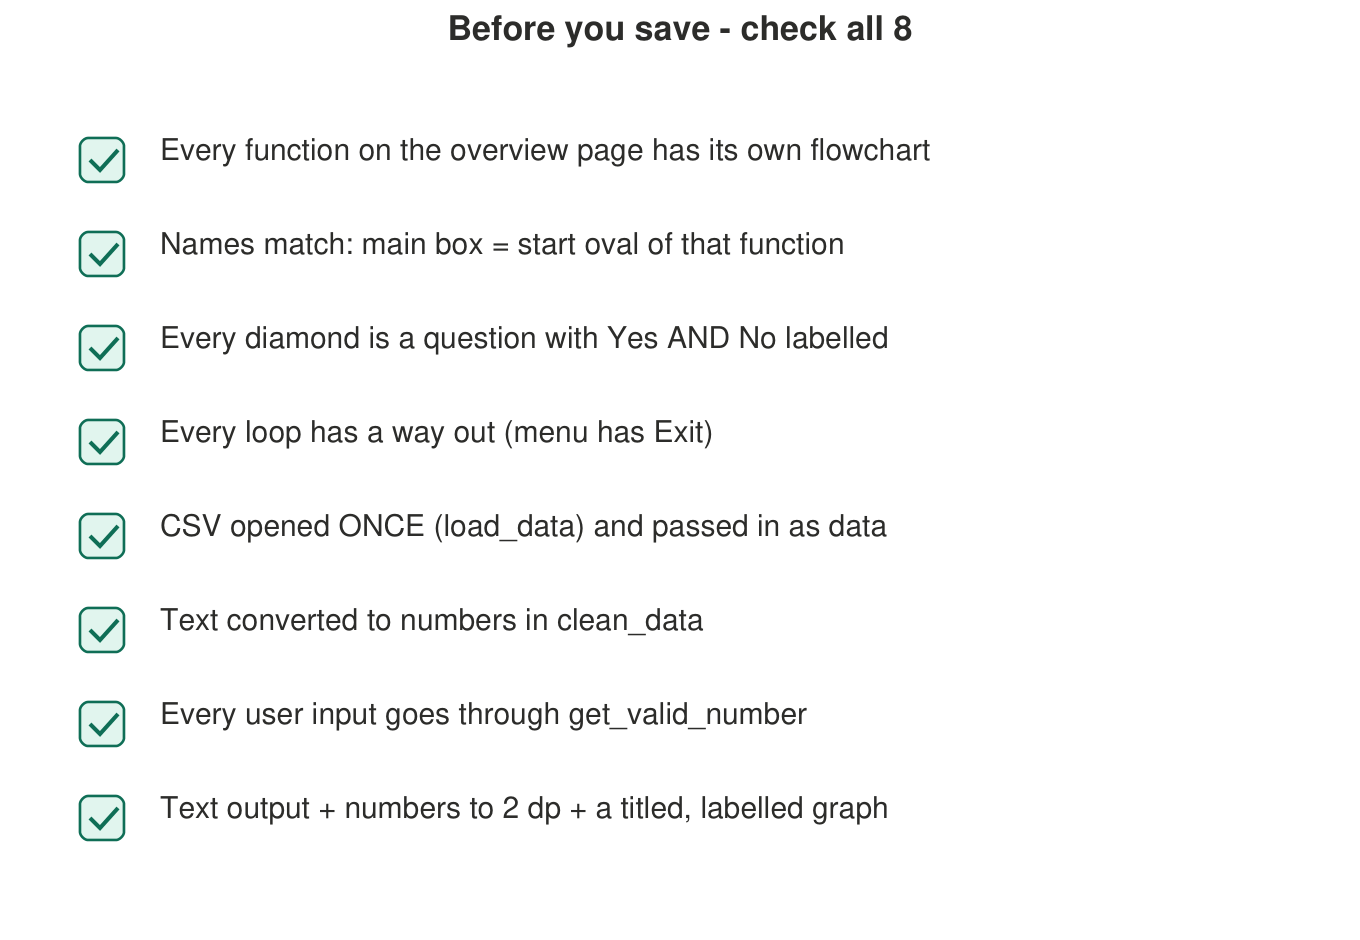 Before you save - check all 8
Every function on the overview page has its own flowchart
Names match: main box = start oval of that function
Every diamond is a question with Yes AND No labelled
Every loop has a way out (menu has Exit)
CSV opened ONCE (load_data) and passed in as data
Text converted to numbers in clean_data
Every user input goes through get_valid_number
Text output + numbers to 2 dp + a titled, labelled graph